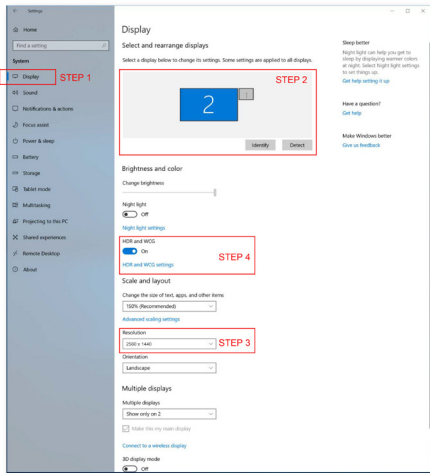 Settings
Home
Find a setting
System
Display
STEP 1
Sound
Notifications & actions
Focus assist
Power & sleep
Battery
Storage
Tablet mode
Multitasking
Projecting to this PC
Shared experiences
Remote Desktop
About
Display
Select and rearrange displays
Select a display below to change its settings. Some settings are applied to all displays.
STEP 2
2
1
Identify
Detect
Brightness and color
Change brightness
Night light
Off
Night light settings
HDR and WCG
On
STEP 4
HDR and WCG settings
Scale and layout
Change the size of text, apps, and other items
150% (Recommended)
Advanced scaling settings
Resolution
2560 x 1440
STEP 3
Orientation
Landscape
Multiple displays
Multiple displays
Show only on 2
Make this my main display
Connect to a wireless display
3D display mode
Off
Sleep better
Night light can help you get to
sleep by displaying warmer colors
at night. Select Night light settings
to set things up.
Get help setting it up
Have a question?
Get help
Make Windows better
Give us feedback